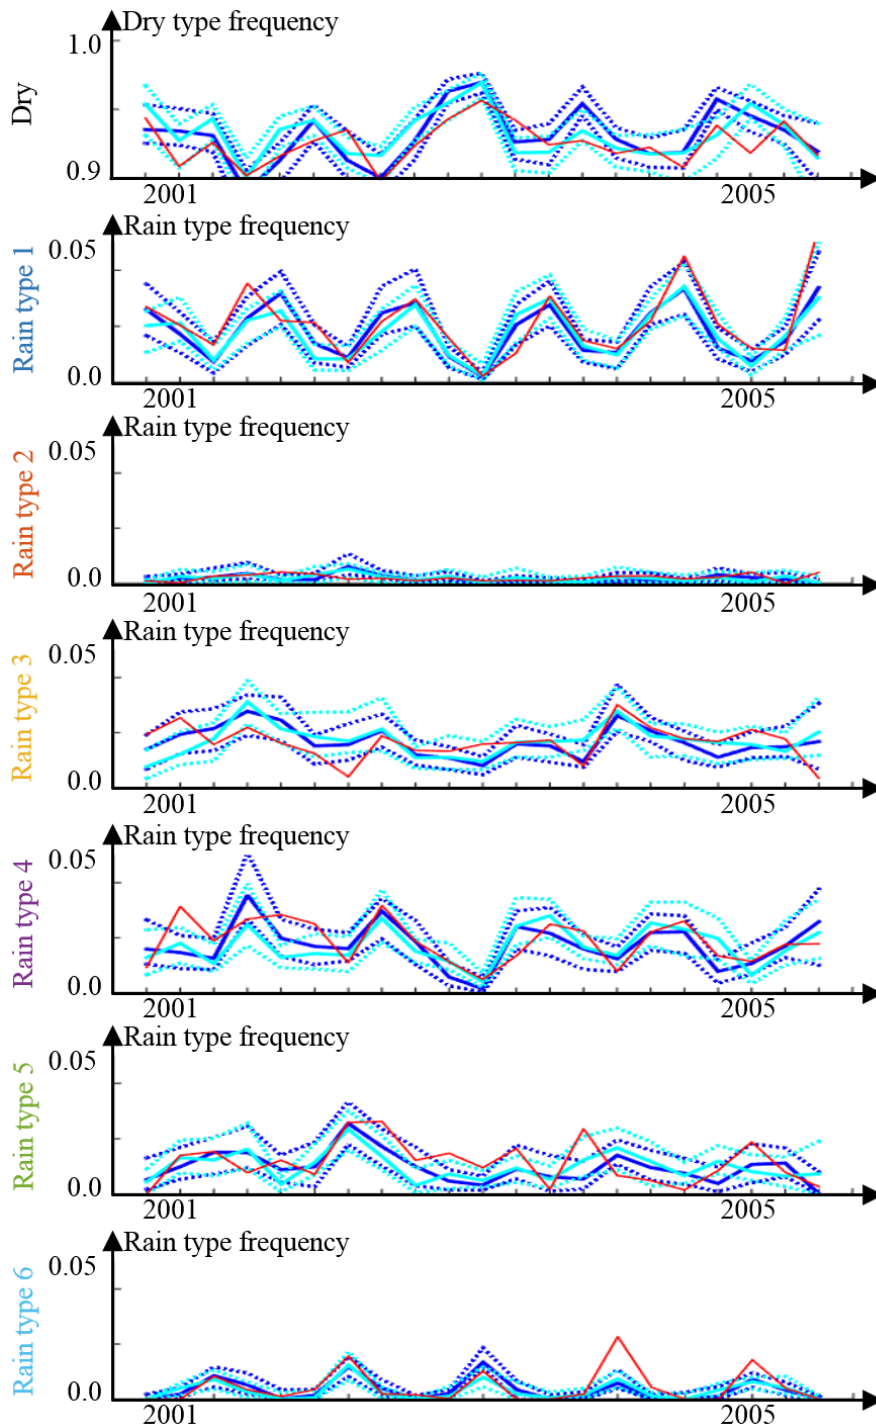 Dry type frequency
1.0
Dry
0.9
2001 2005
Rain type frequency
0.05
Rain type 1
0.0
2001 2005
Rain type frequency
0.05
Rain type 2
0.0
2001 2005
Rain type frequency
0.05
Rain type 3
0.0
2001 2005
Rain type frequency
0.05
Rain type 4
0.0
2001 2005
Rain type frequency
0.05
Rain type 5
0.0
2001 2005
Rain type frequency
0.05
Rain type 6
0.0
2001 2005